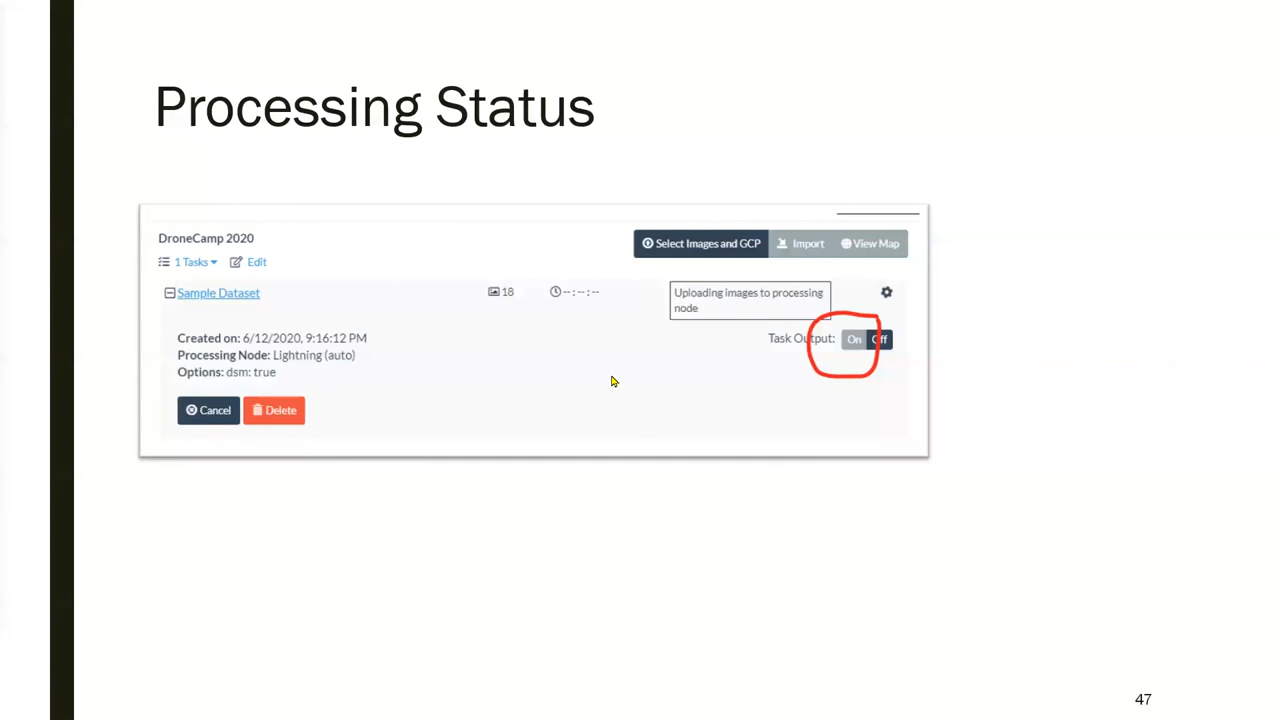 Processing Status
DroneCamp 2020
Select Images and GCP Import View Map
1 Tasks Edit
Sample Dataset 18 --:--:-- Uploading images to processing
node
Created on: 6/12/2020, 9:16:12 PM Task Output: On Off
Processing Node: Lightning (auto)
Options: dsm: true
Cancel Delete
47